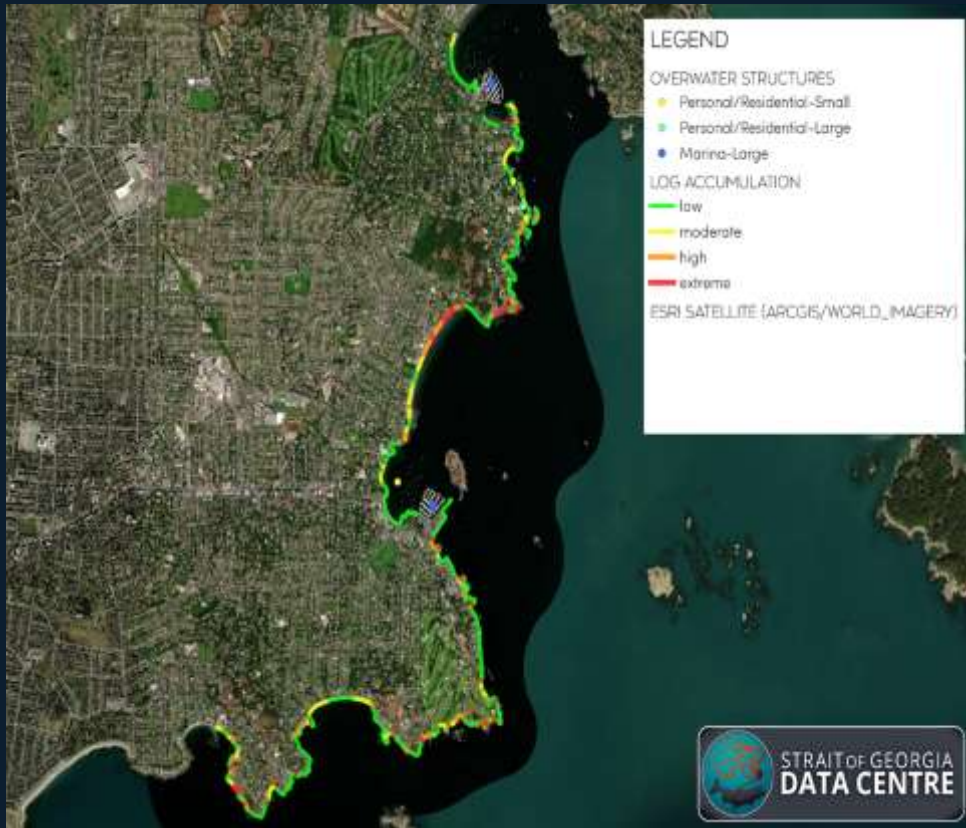 LEGEND
OVERWATER STRUCTURES
Personal/Residential-Small
Personal/Residential-Large
Marina-Large
LOG ACCUMULATION
low
moderate
high
extreme
ESRI SATELLITE (ARCGIS/WORLD_IMAGERY)
STRAIT OF GEORGIA
DATA CENTRE